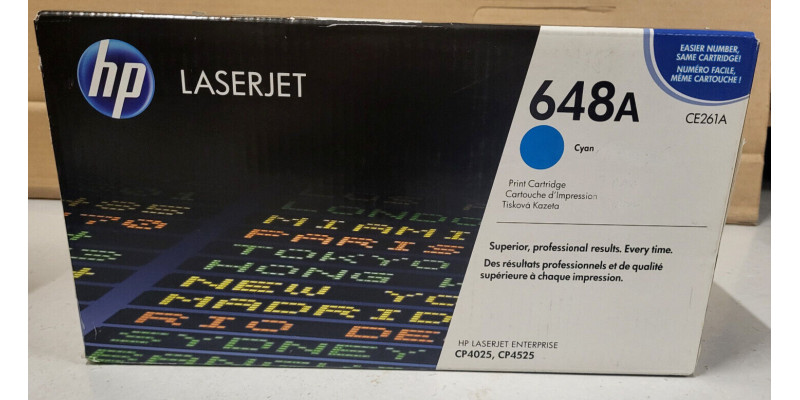 hp
LASERJET
EASIER NUMBER,
SAME CARTRIDGE!
NUMÉRO FACILE,
MÊME CARTOUCHE !
648A
CE261A
Cyan
Print Cartridge
Cartouche d'Impression
Tisková Kazeta
MIAMI
PARIS
TOKYO
HONG
NEW YO
MADRID
RIO DE
SYDNEY
Superior, professional results. Every time.
Des résultats professionnels et de qualité
supérieure à chaque impression.
HP LASERJET ENTERPRISE
CP4025, CP4525